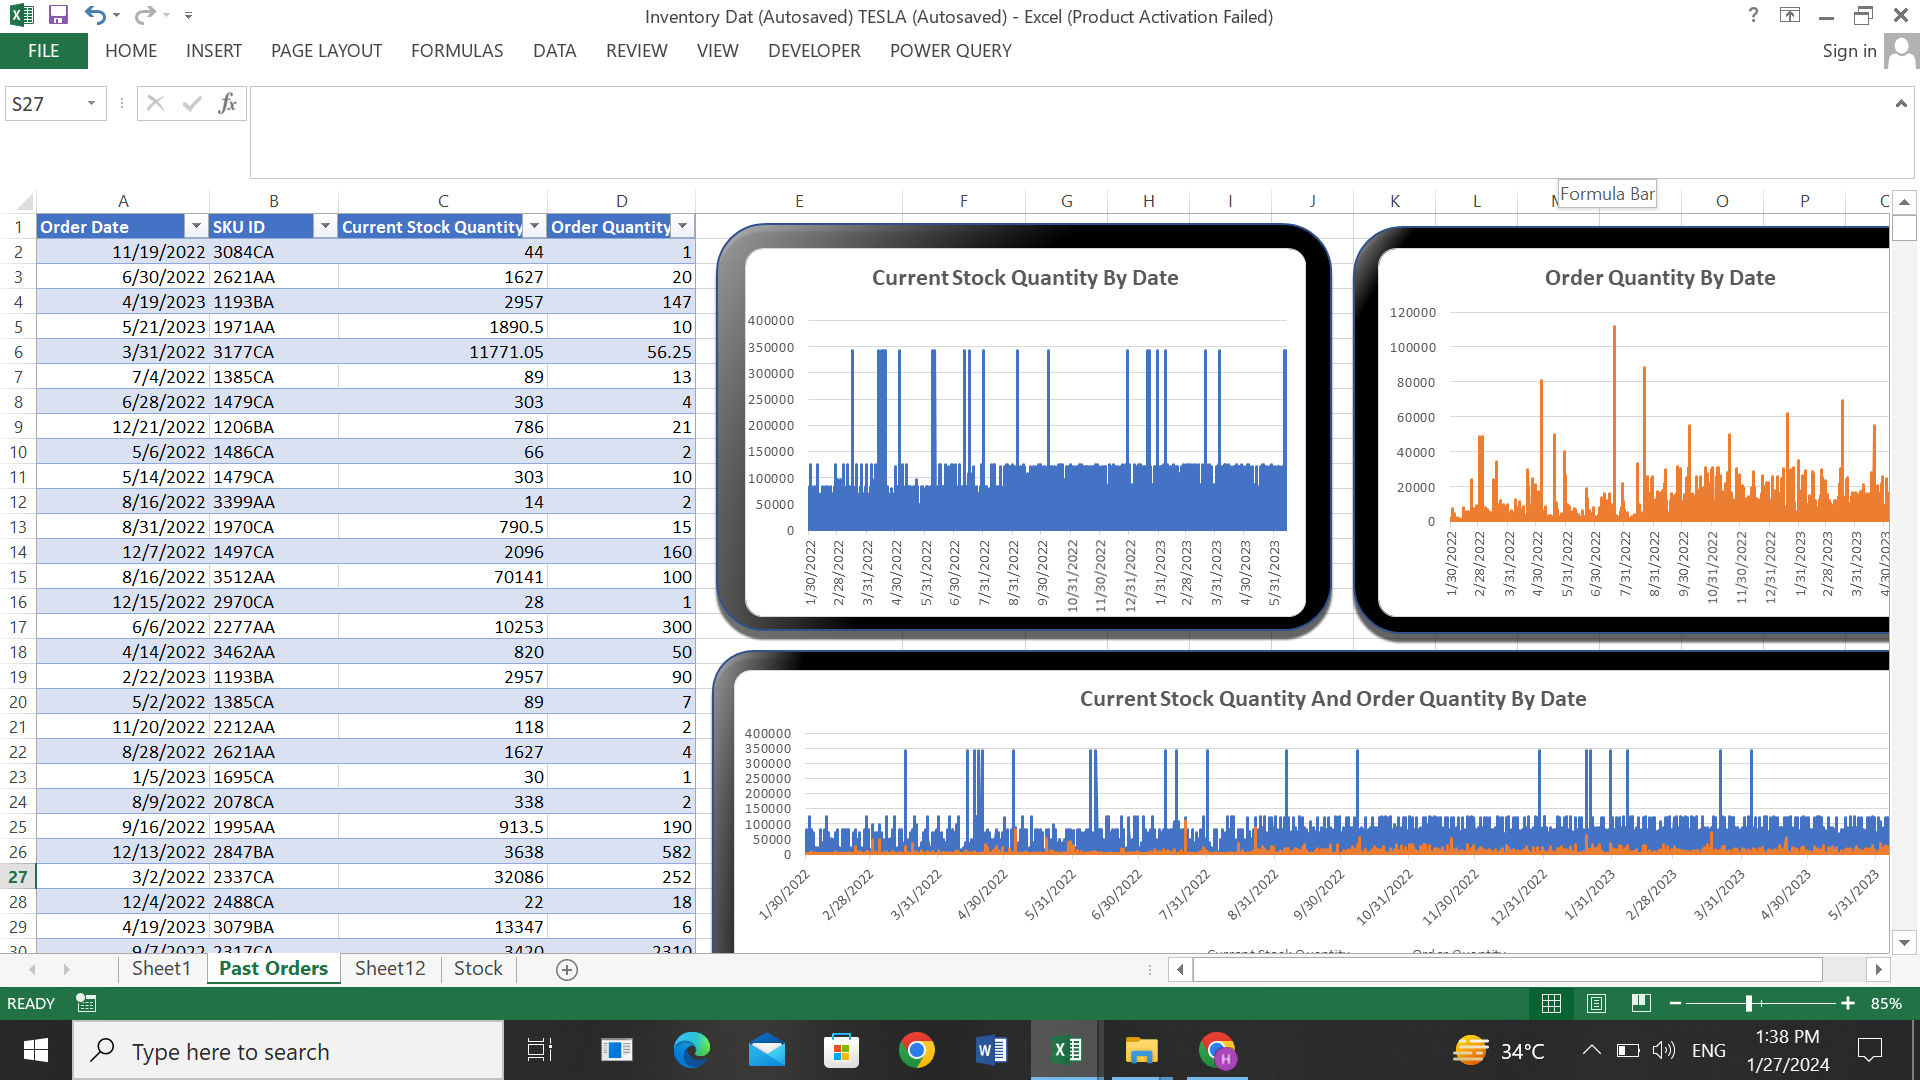 Inventory Dat (Autosaved) TESLA (Autosaved) - Excel (Product Activation Failed)
FILE HOME INSERT PAGE LAYOUT FORMULAS DATA REVIEW VIEW DEVELOPER POWER QUERY Sign in
S27 fx
Formula Bar
A B C D E F G H I J K L O P
1 Order Date SKU ID Current Stock Quantity Order Quantity
2 11/19/2022 3084CA 44 1
3 6/30/2022 2621AA 1627 20
4 4/19/2023 1193BA 2957 147
5 5/21/2023 1971AA 1890.5 10
6 3/31/2022 3177CA 11771.05 56.25
7 7/4/2022 1385CA 89 13
8 6/28/2022 1479CA 303 4
9 12/21/2022 1206BA 786 21
10 5/6/2022 1486CA 66 2
11 5/14/2022 1479CA 303 10
12 8/16/2022 3399AA 14 2
13 8/31/2022 1970CA 790.5 15
14 12/7/2022 1497CA 2096 160
15 8/16/2022 3512AA 70141 100
16 12/15/2022 2970CA 28 1
17 6/6/2022 2277AA 10253 300
18 4/14/2022 3462AA 820 50
19 2/22/2023 1193BA 2957 90
20 5/2/2022 1385CA 89 7
21 11/20/2022 2212AA 118 2
22 8/28/2022 2621AA 1627 4
23 1/5/2023 1695CA 30 1
24 8/9/2022 2078CA 338 2
25 9/16/2022 1995AA 913.5 190
26 12/13/2022 2847BA 3638 582
27 3/2/2022 2337CA 32086 252
28 12/4/2022 2488CA 22 18
29 4/19/2023 3079BA 13347 6
30 9/7/2022 2317CA 3420 2310
Current Stock Quantity By Date
400000
350000
300000
250000
200000
150000
100000
50000
0
1/30/2022 2/28/2022 3/31/2022 4/30/2022 5/31/2022 6/30/2022 7/31/2022 8/31/2022 9/30/2022 10/31/2022 11/30/2022 12/31/2022 1/31/2023 2/28/2023 3/31/2023 4/30/2023 5/31/2023
Order Quantity By Date
120000
100000
80000
60000
40000
20000
0
1/30/2022 2/28/2022 3/31/2022 4/30/2022 5/31/2022 6/30/2022 7/31/2022 8/31/2022 9/30/2022 10/31/2022 11/30/2022 12/31/2022 1/31/2023 2/28/2023 3/31/2023 4/30/2023
Current Stock Quantity And Order Quantity By Date
400000
350000
300000
250000
200000
150000
100000
50000
0
1/30/2022 2/28/2022 3/31/2022 4/30/2022 5/31/2022 6/30/2022 7/31/2022 8/31/2022 9/30/2022 10/31/2022 11/30/2022 12/31/2022 1/31/2023 2/28/2023 3/31/2023 4/30/2023 5/31/2023
Current Stock Quantity Order Quantity
Sheet1 Past Orders Sheet12 Stock
READY 85%
Type here to search
34°C ENG
1:38 PM
1/27/2024